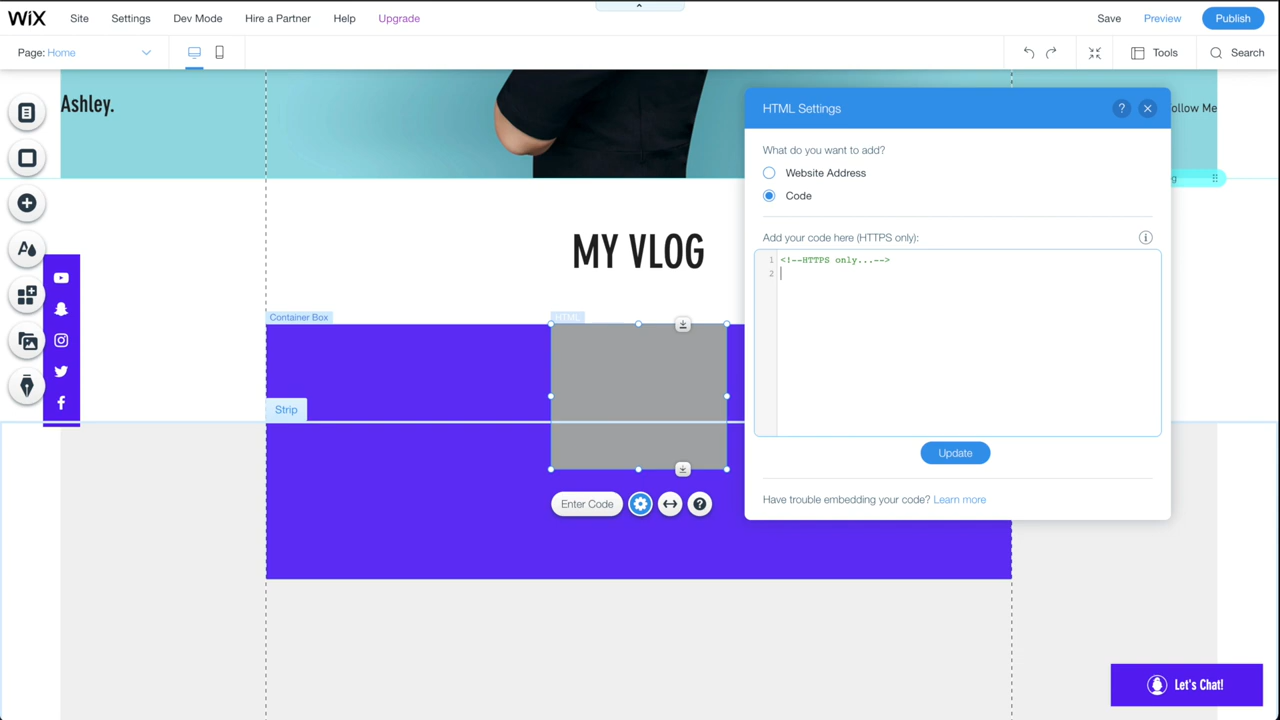 WiX Site Settings Dev Mode Hire a Partner Help Upgrade Save Preview Publish
Page: Home Tools Search
Ashley. ollow Me
HTML Settings ?
What do you want to add?
Website Address
Code
g
MY VLOG
Add your code here (HTTPS only): i
1 <!--HTTPS only...-->
2
Container Box HTML
Strip
Update
Enter Code ?
Have trouble embedding your code? Learn more
Let's Chat!